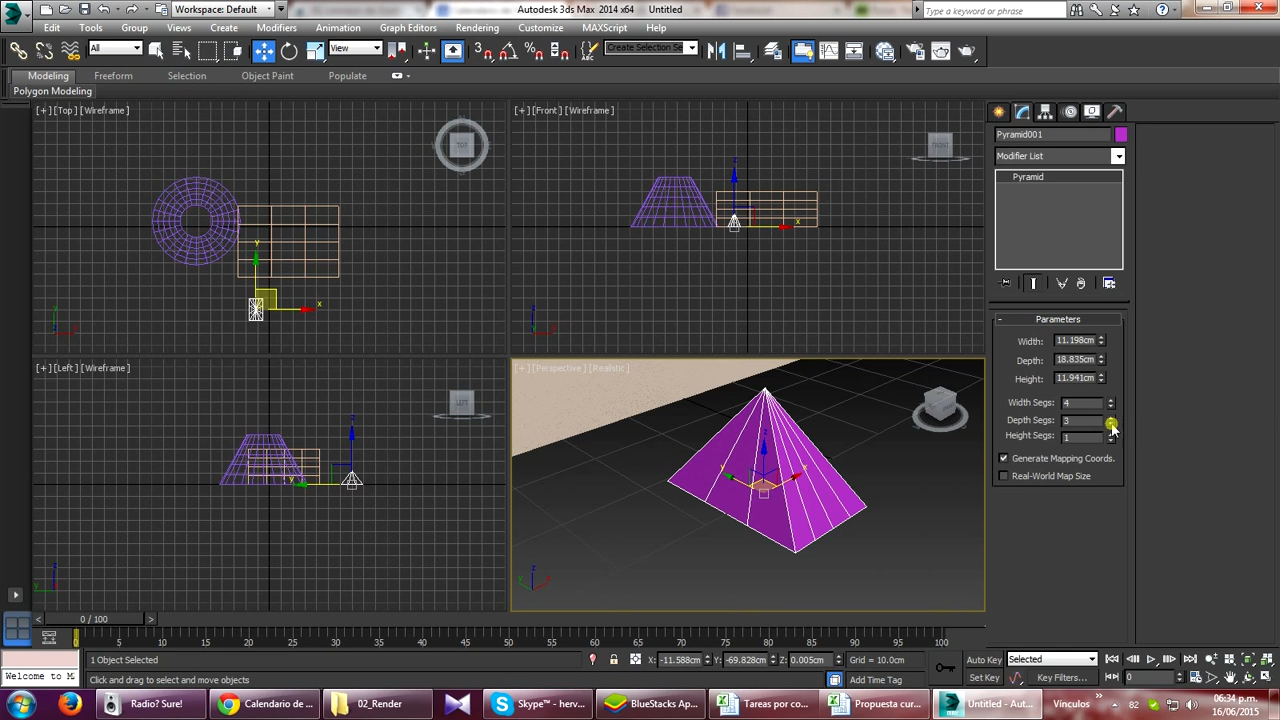 Workspace: Default
Autodesk 3ds Max 2014 x64
Untitled
Type a keyword or phrase
Edit
Tools
Group
Views
Create
Modifiers
Animation
Graph Editors
Rendering
Customize
MAXScript
Help
All
View
Create Selection Se
Modeling
Freeform
Selection
Object Paint
Populate
Polygon Modeling
[+] [Top] [Wireframe]
[+] [Front] [Wireframe]
TOP
FRONT
Pyramid001
Modifier List
Pyramid
Parameters
Width: 11.198cm
Depth: 18.835cm
Height: 11.941cm
Width Segs: 4
Depth Segs: 3
Height Segs: 1
Generate Mapping Coords.
Real-World Map Size
[+] [Left] [Wireframe]
[+] [Perspective] [Realistic]
LEFT
0 / 100
0 5 10 15 20 25 30 35 40 45 50 55 60 65 70 75 80 85 90 95 100
1 Object Selected
X: -11.588cm
Y: -69.828cm
Z: 0.005cm
Grid = 10.0cm
Auto Key
Selected
Welcome to M
Click and drag to select and move objects
Add Time Tag
Set Key
Key Filters...
0
Radio? Sure!
Calendario de ...
02_Render
Skype™ - herv...
BlueStacks Ap...
Tareas por co...
Propuesta cur...
Untitled - Aut...
Vínculos
82
06:34 p.m.
16/06/2015